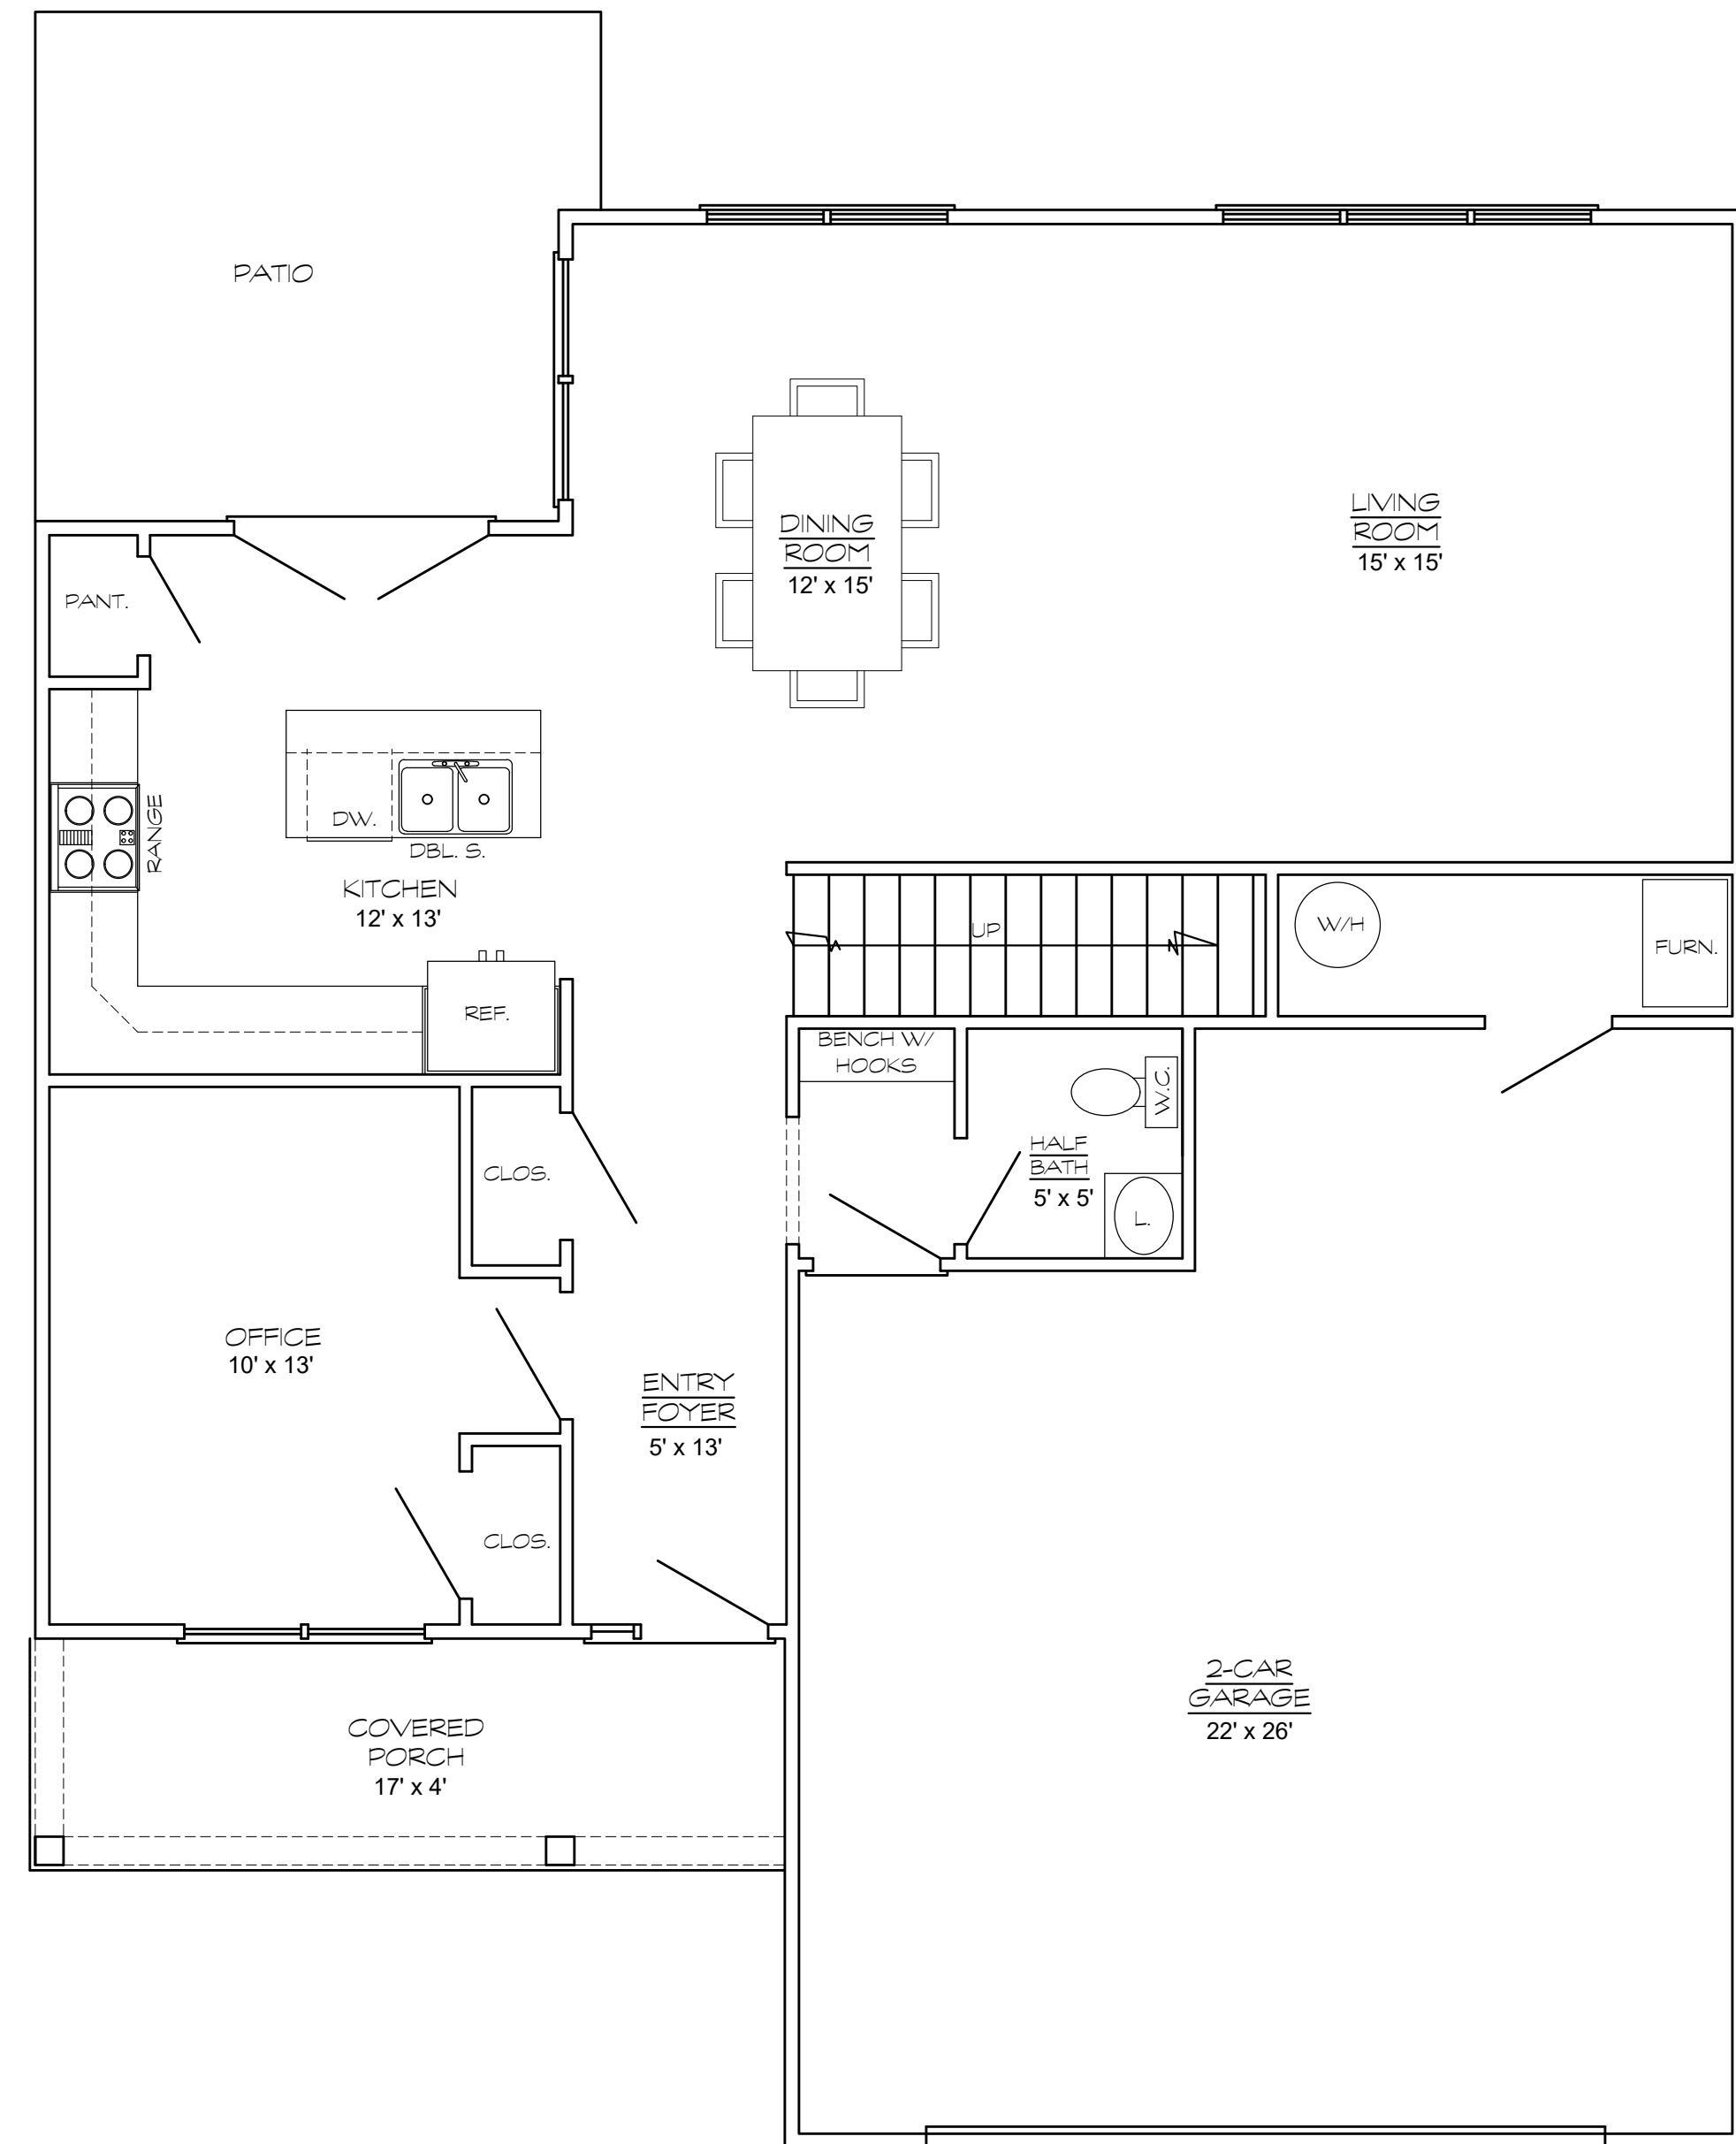 PATIO
DINING
ROOM
12' x 15'
LIVING
ROOM
15' x 15'
PANT.
RANGE
DW.
DBL. S.
KITCHEN
12' x 13'
REF.
UP
W/H
FURN.
BENCH W/
HOOKS
W.C.
HALF
BATH
5' x 5'
L.
CLOS.
OFFICE
10' x 13'
ENTRY
FOYER
5' x 13'
CLOS.
COVERED
PORCH
17' x 4'
2-CAR
GARAGE
22' x 26'